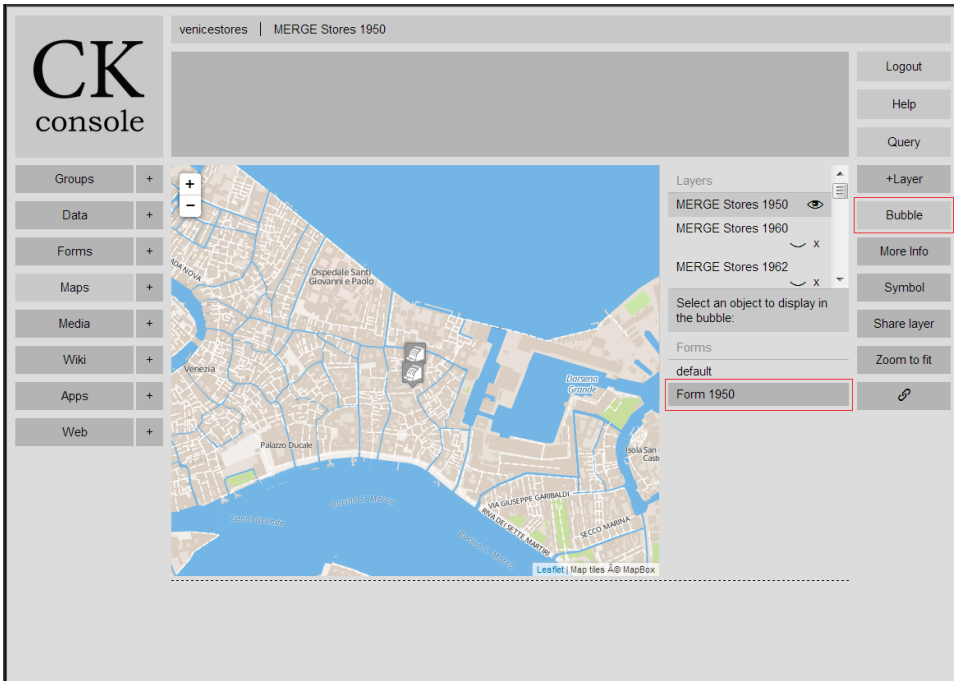 CK
console
venicestores | MERGE Stores 1950
Logout
Help
Query
Groups +
Data +
Forms +
Maps +
Media +
Wiki +
Apps +
Web +
+
−
Ospedale Santi
Giovanni e Paolo
Venezia
Darsena
Grande
Palazzo Ducale
Isola San
VIA GIUSEPPE GARIBALDI
RIVA DEI SETTE MARTIRI
SECCO MARINA
Bacino S. Marco
Canal Grande
Bacino S. Marco
Leaflet | Map tiles Â© MapBox
Layers
MERGE Stores 1950
MERGE Stores 1960
x
MERGE Stores 1962
x
Select an object to display in
the bubble:
Forms
default
Form 1950
+Layer
Bubble
More Info
Symbol
Share layer
Zoom to fit